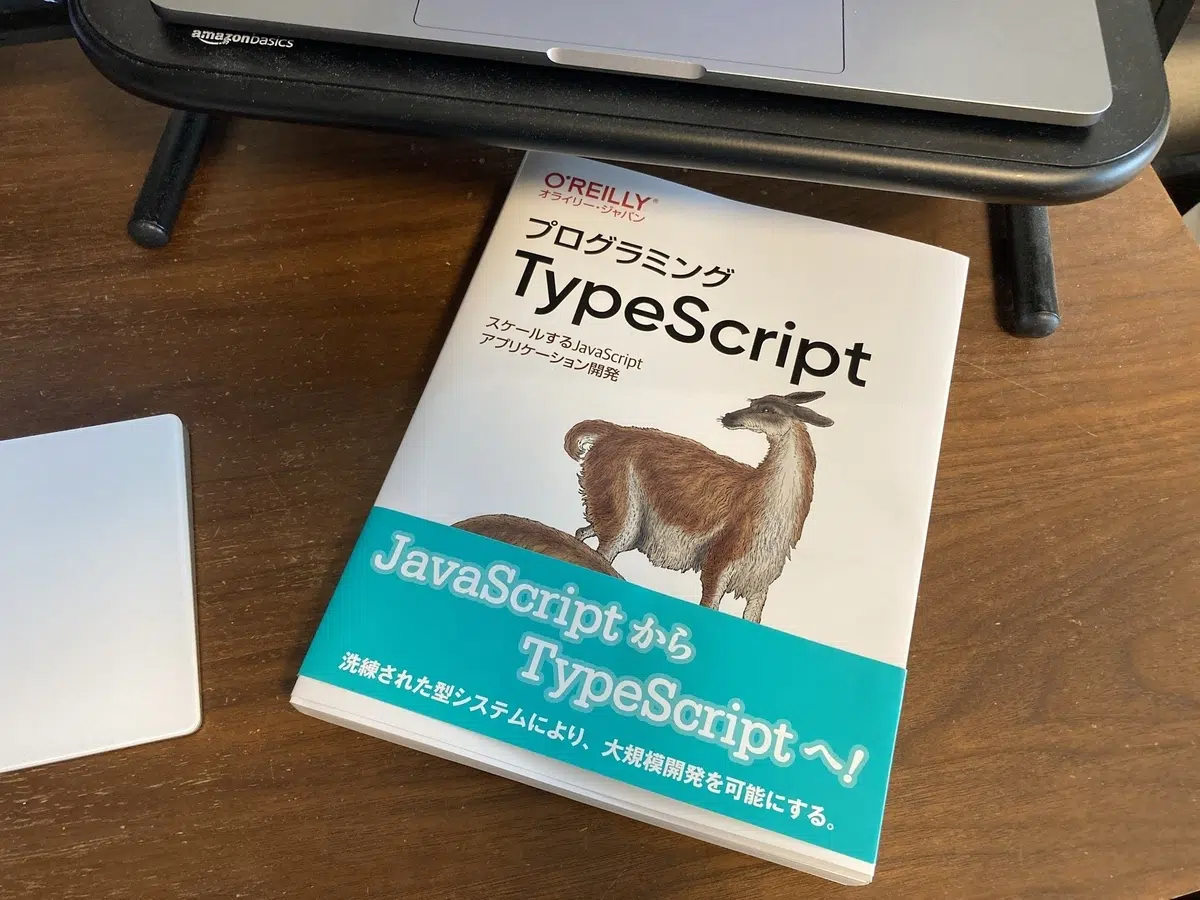 amazonbasics
O'REILLY®
オライリー・ジャパン
プログラミング
TypeScript
スケールするJavaScript
アプリケーション開発
JavaScriptから
TypeScriptへ!
洗練された型システムにより、大規模開発を可能にする。